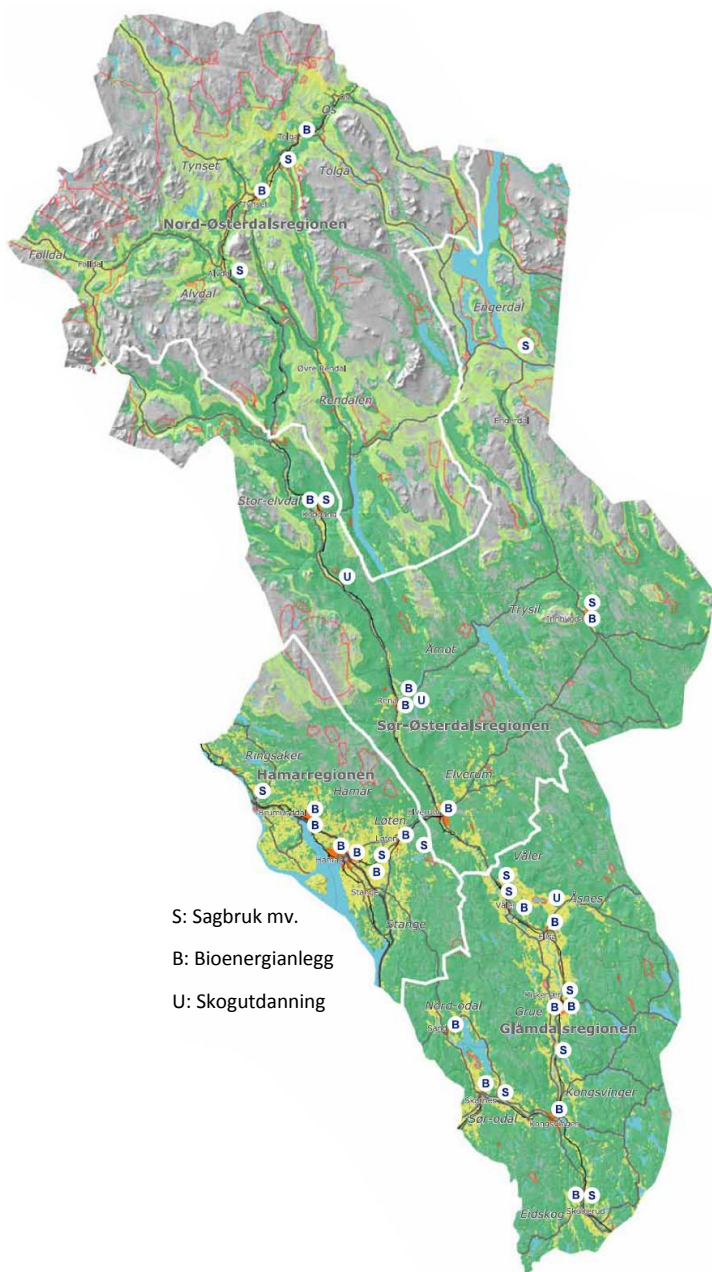 Os
B
Tolga
S
Tynset
Tolga
B
Tynset
Nord-Østerdalsregionen
Folldal
Folldal
Alvdal
S
Alvdal
Engerdal
S
Øvre Rendal
Rendalen
Engerdal
Stor-elvdal
B
S
Koppang
U
Trysil
S
Innbygda
B
Åmot
B
Rena
B
U
Sør-Østerdalsregionen
Ringsaker
Hamarregionen
Elverum
S
Hamar
Brumunddal
B
B
Elverum
B
Løten
Løten
B
S
B
B
S
Hamar
B
Våler
S
Stange
S
U
Åsnes
Våler
B
B
Flisa
Stange
S: Sagbruk mv.
B: Bioenergianlegg
U: Skogutdanning
S
Kirkenær
B
B
Nord-odal
Grue
Sand
B
Glåmdalsregionen
S
B
S
Skarnes
Kongsvinger
B
Sør-odal
Kongsvinger
B
S
Eidskog
Skotterud